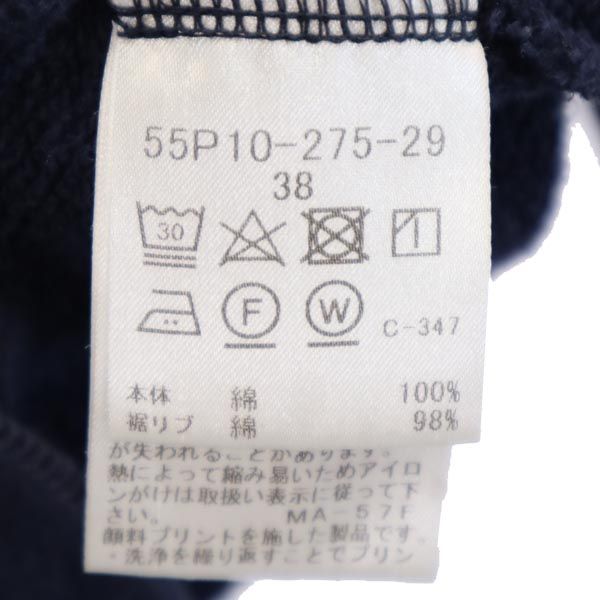 55P10-275-29
38
30
F W C-347
本体 綿 100%
裾リブ 綿 98%
が失われることがあります。
熱によって縮み易いためアイロ
ンがけは取扱い表示に従って下
さい。 MA-57F
顔料プリントを施した製品です。
・洗浄を繰り返すことでプリン